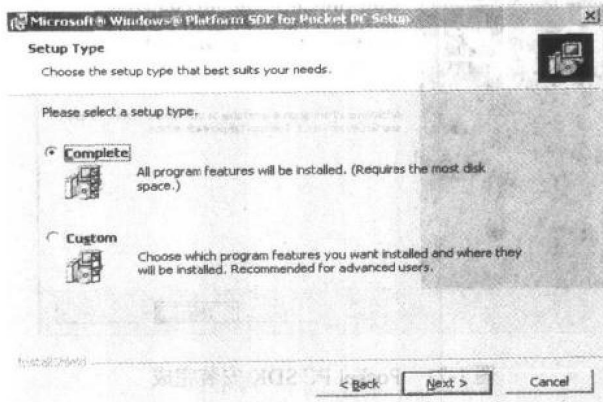 Microsoft® Windows® Platform SDK for Pocket PC Setup
Setup Type
Choose the setup type that best suits your needs.
Please select a setup type.
Complete
All program features will be installed. (Requires the most disk
space.)
Custom
Choose which program features you want installed and where they
will be installed. Recommended for advanced users.
InstallShield
< Back
Next >
Cancel